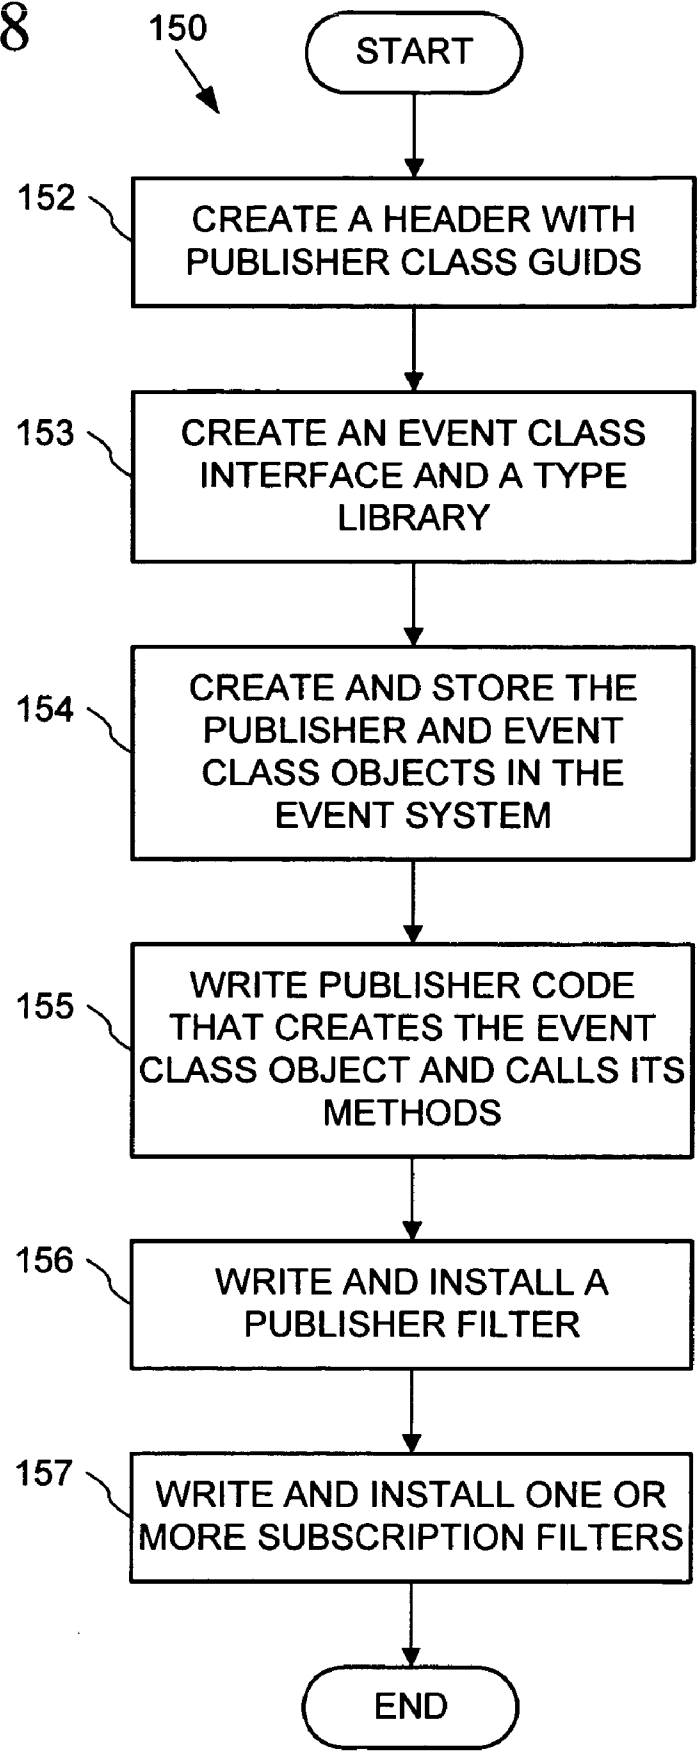 8
150
START
152
CREATE A HEADER WITH
PUBLISHER CLASS GUIDS
153
CREATE AN EVENT CLASS
INTERFACE AND A TYPE
LIBRARY
154
CREATE AND STORE THE
PUBLISHER AND EVENT
CLASS OBJECTS IN THE
EVENT SYSTEM
155
WRITE PUBLISHER CODE
THAT CREATES THE EVENT
CLASS OBJECT AND CALLS ITS
METHODS
156
WRITE AND INSTALL A
PUBLISHER FILTER
157
WRITE AND INSTALL ONE OR
MORE SUBSCRIPTION FILTERS
END